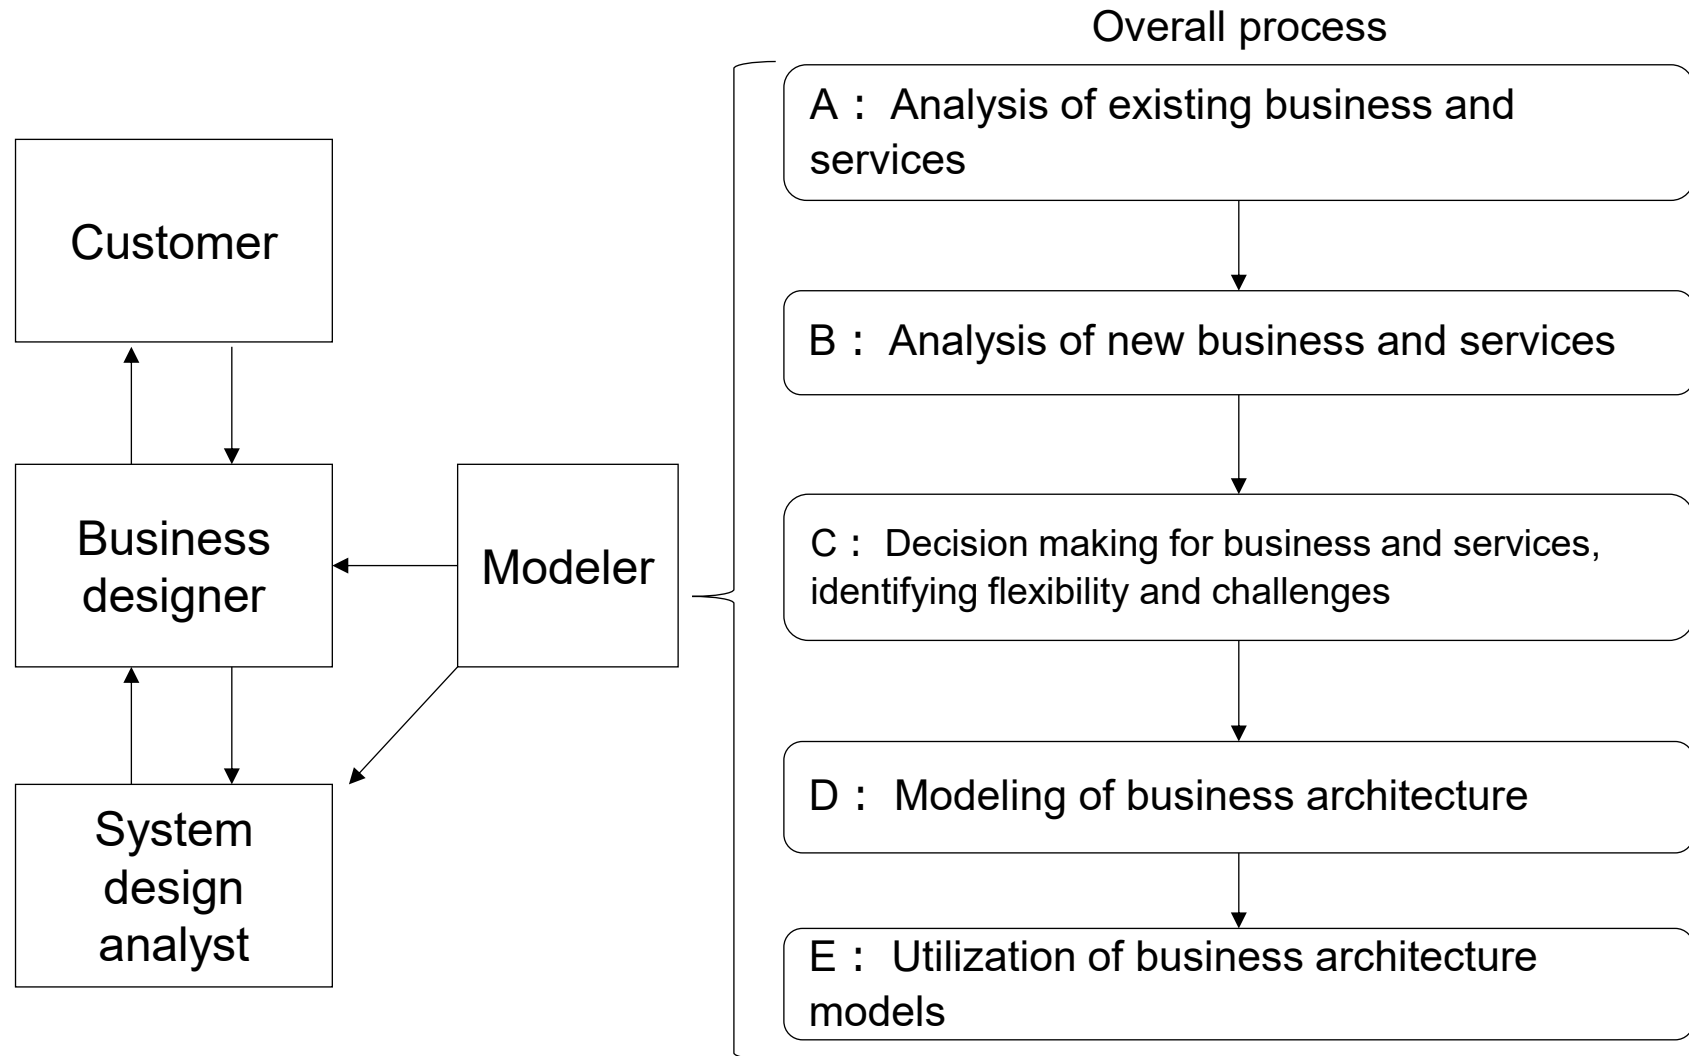 Overall process
A： Analysis of existing business and
services
Customer
B： Analysis of new business and services
Business
designer
Modeler
C： Decision making for business and services,
identifying flexibility and challenges
D： Modeling of business architecture
System
design
analyst
E： Utilization of business architecture
models